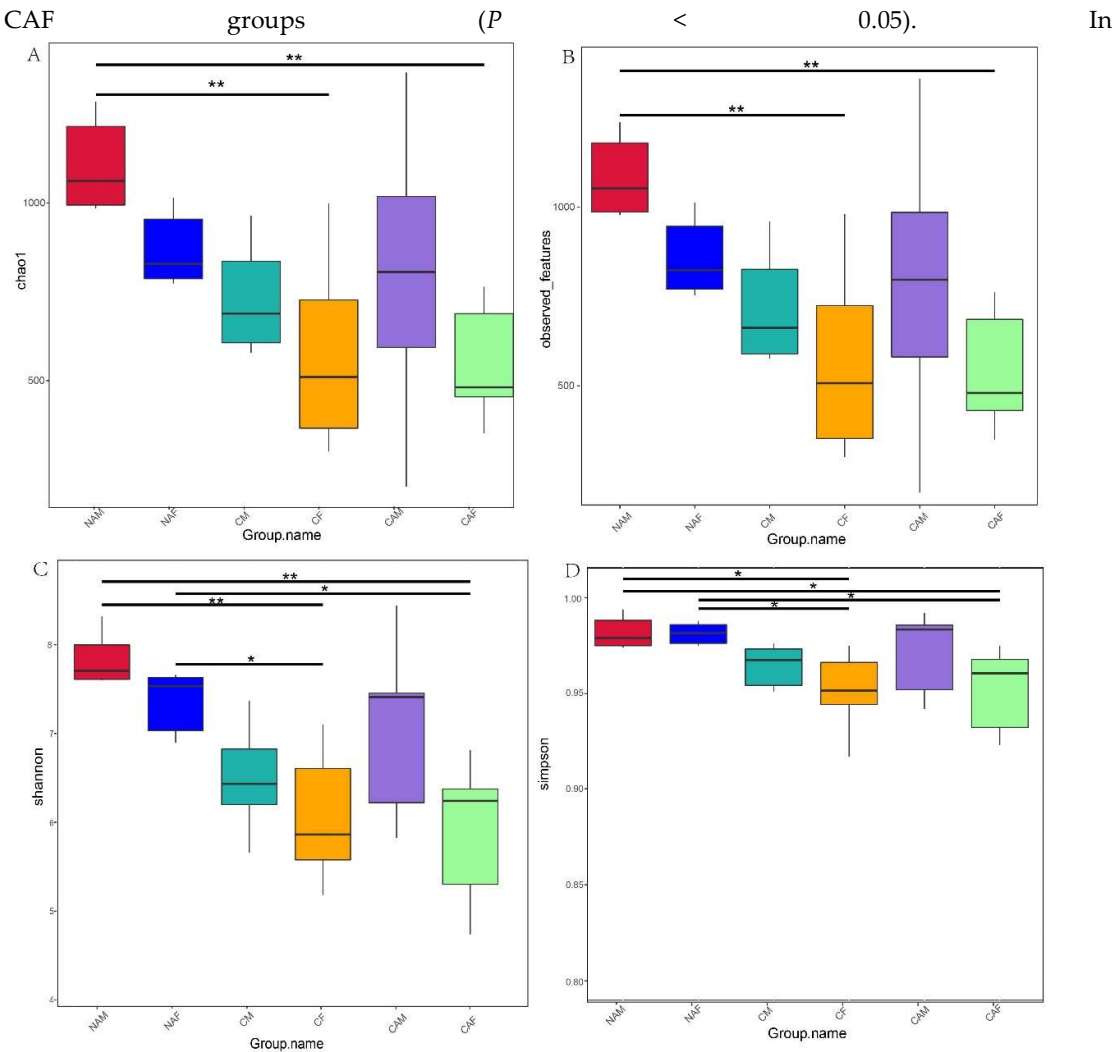 CAF groups (P < 0.05). In
A
**
**
chao1
1000
500
NAM NAF CM CF CAM CAF
Group.name
B
**
**
observed_features
1000
500
NAM NAF CM CF CAM CAF
Group.name
C
**
*
**
*
shannon
8
7
6
5
4
NAM NAF CM CF CAM CAF
Group.name
D
*
*
*
*
simpson
1.00
0.95
0.90
0.85
0.80
NAM NAF CM CF CAM CAF
Group.name